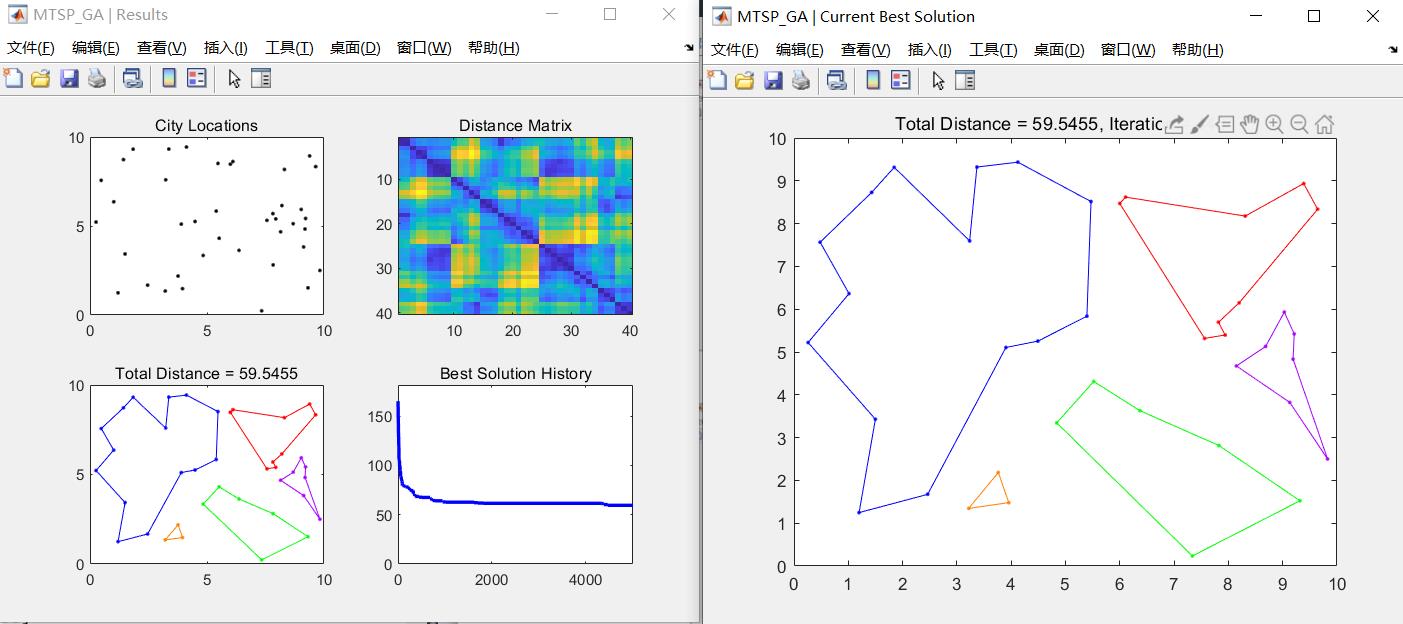 MTSP_GA | Results
文件(F) 编辑(E) 查看(V) 插入(I) 工具(T) 桌面(D) 窗口(W) 帮助(H)
City Locations
10
5
0
0 5 10
Distance Matrix
10
20
30
40
10 20 30 40
Total Distance = 59.5455
10
5
0
0 5 10
Best Solution History
150
100
50
0
0 2000 4000
MTSP_GA | Current Best Solution
文件(F) 编辑(E) 查看(V) 插入(I) 工具(T) 桌面(D) 窗口(W) 帮助(H)
Total Distance = 59.5455, Iteratic
10
9
8
7
6
5
4
3
2
1
0
0 1 2 3 4 5 6 7 8 9 10